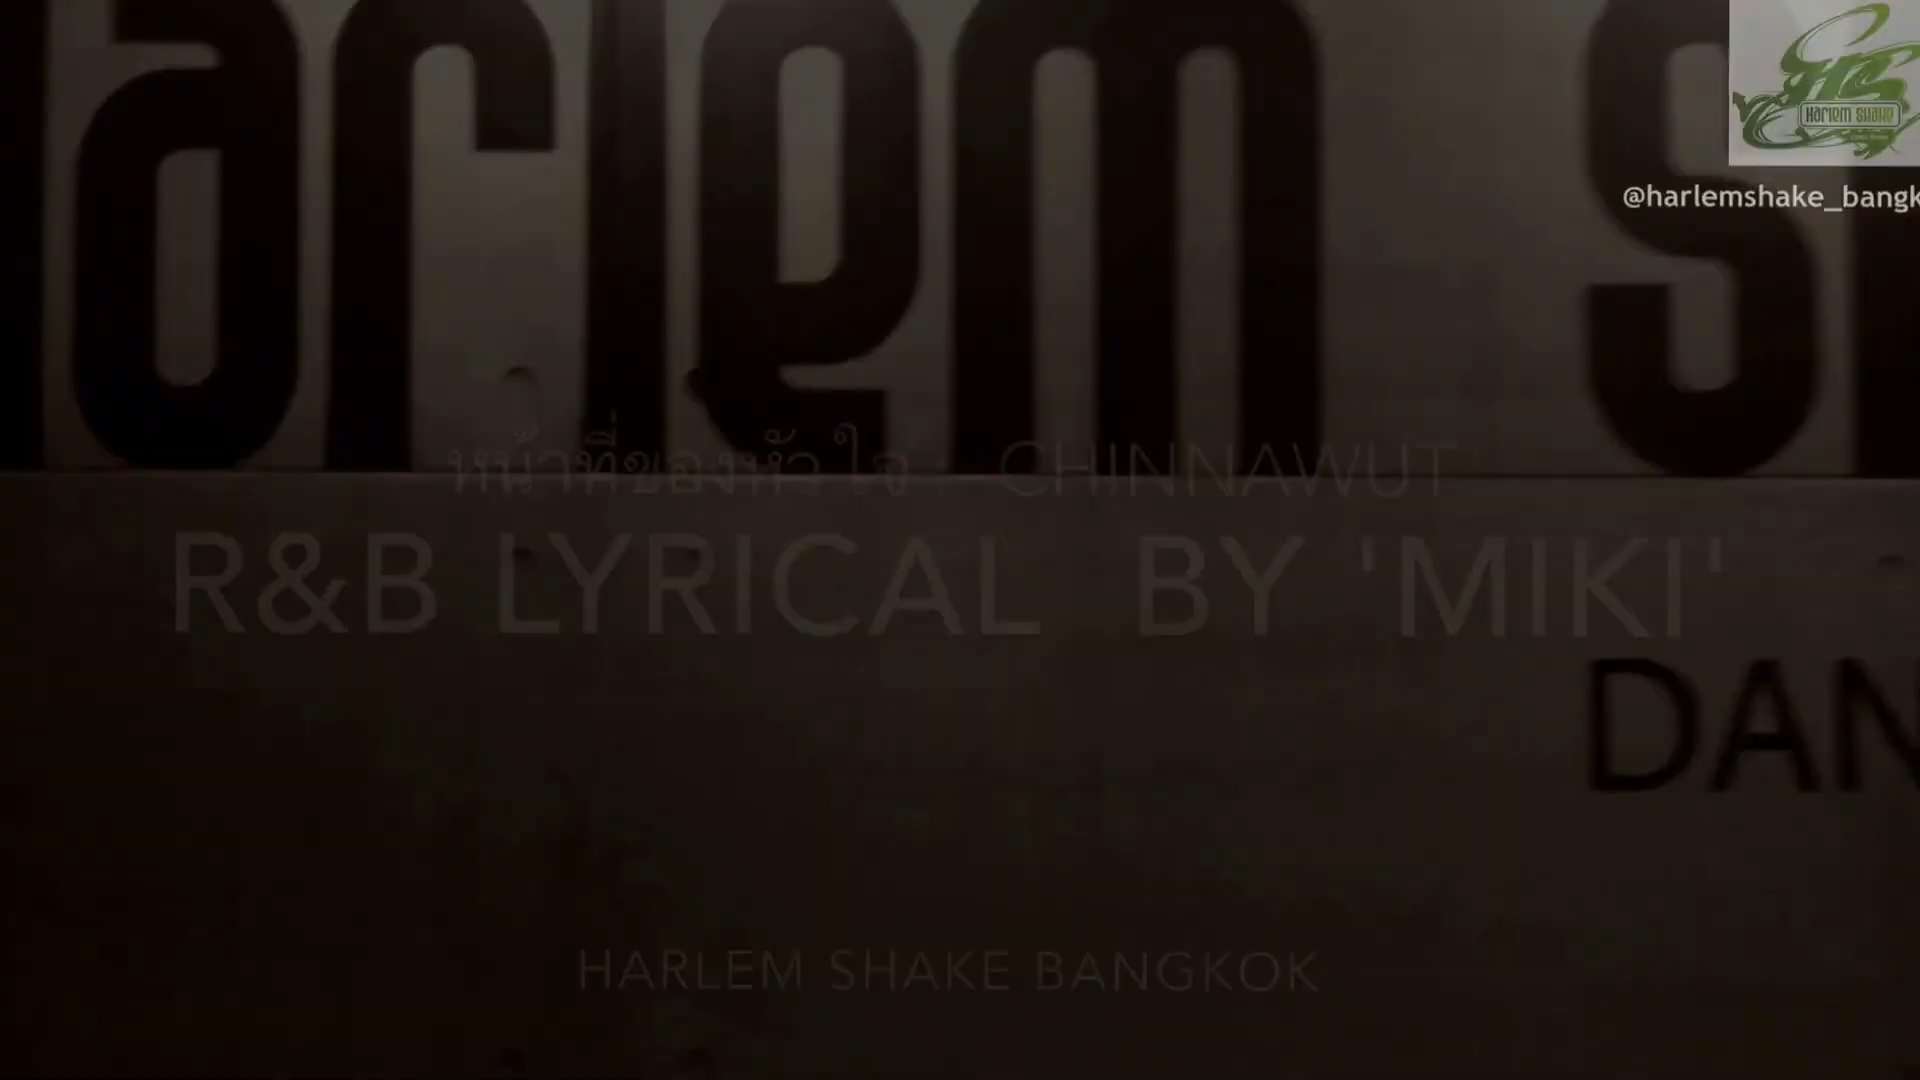 arlem s
Harlem Shake
@harlemshake_bangk
หน้าที่ของหัวใจ - CHINNAWUT
R&B LYRICAL BY 'MIKI'
DAN
HARLEM SHAKE BANGKOK